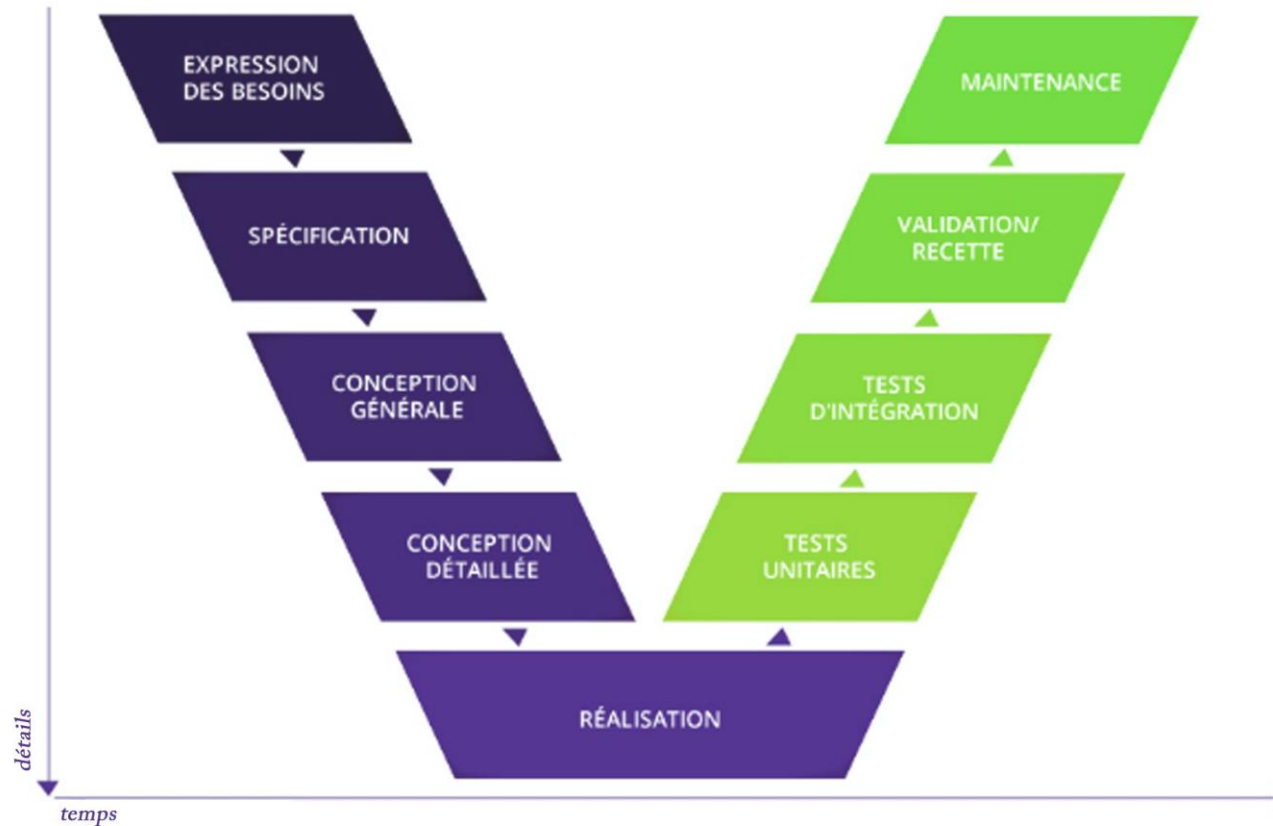 EXPRESSION
DES BESOINS
SPÉCIFICATION
CONCEPTION
GÉNÉRALE
CONCEPTION
DÉTAILLÉE
RÉALISATION
TESTS
UNITAIRES
TESTS
D'INTÉGRATION
VALIDATION/
RECETTE
MAINTENANCE
détails
temps